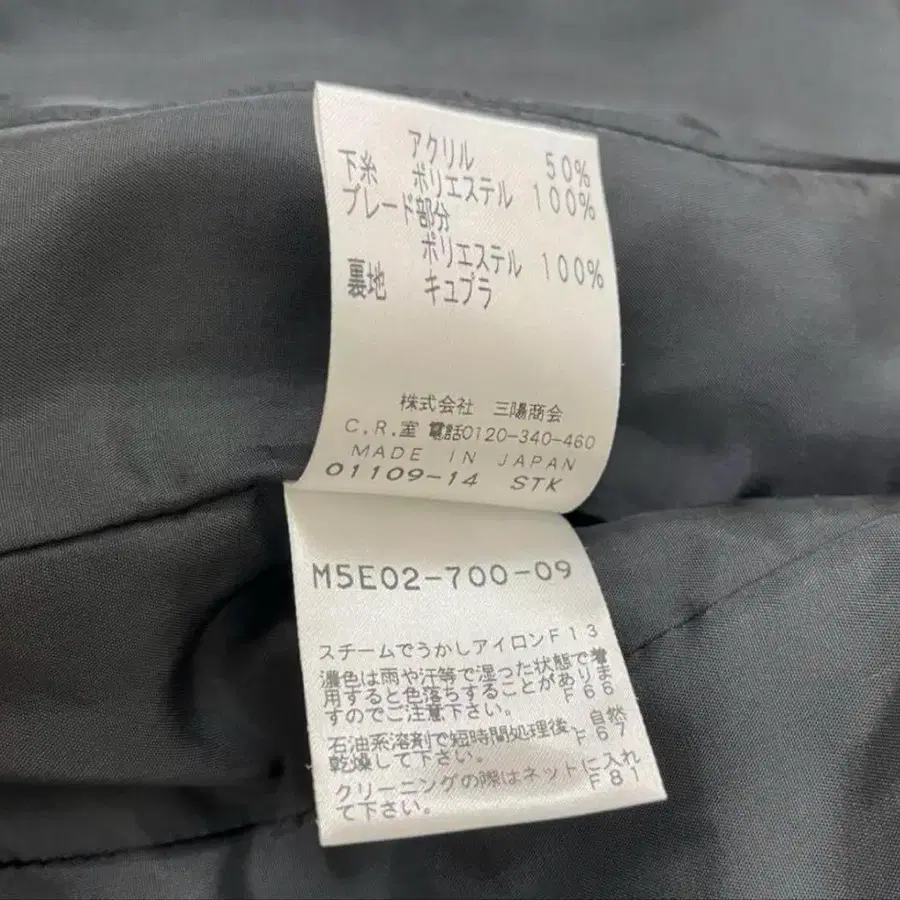 アクリル 50%
下糸 ポリエステル 100%
ブレード部分
ポリエステル 100%
裏地 キュプラ
株式会社 三陽商会
C.R.室 電話0120-340-460
MADE IN JAPAN
01109-14 STK
M5E02-700-09
スチームでうかしアイロンF13
濃色は雨や汗等で湿った状態で着
用すると色落ちすることがありま
すのでご注意下さい。 F66
石油系溶剤で短時間処理後、自然
乾燥して下さい。 F67
クリーニングの際はネットに入れ
て下さい。 F81